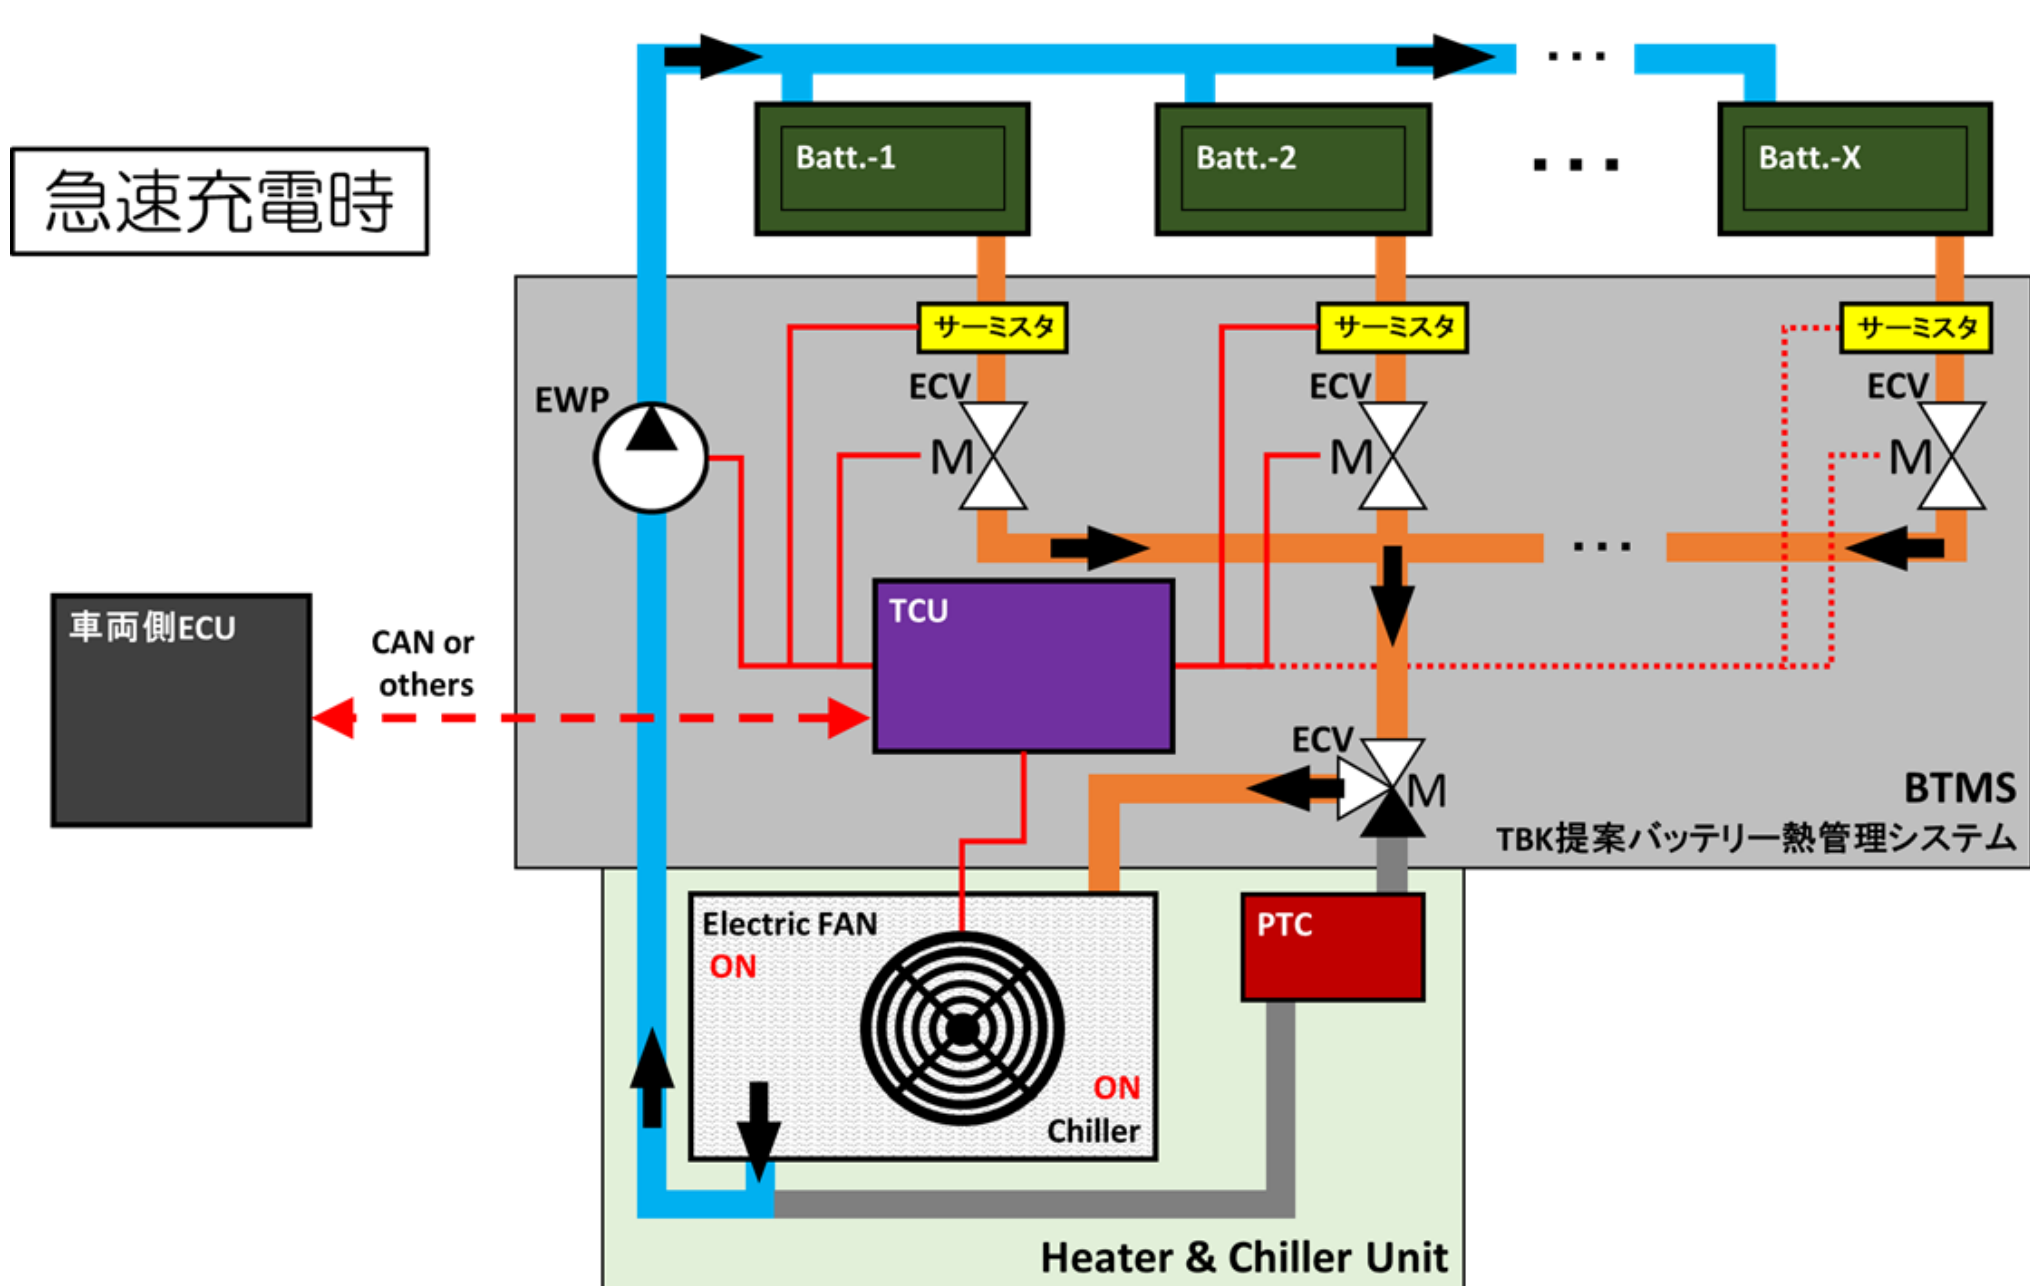 急速充電時
Batt.-1
Batt.-2
...
...
Batt.-X
サーミスタ
サーミスタ
サーミスタ
EWP
ECV
M
ECV
M
ECV
M
...
車両側ECU
CAN or
others
TCU
ECV
M
BTMS
TBK提案バッテリー熱管理システム
Electric FAN
ON
ON
Chiller
PTC
Heater & Chiller Unit